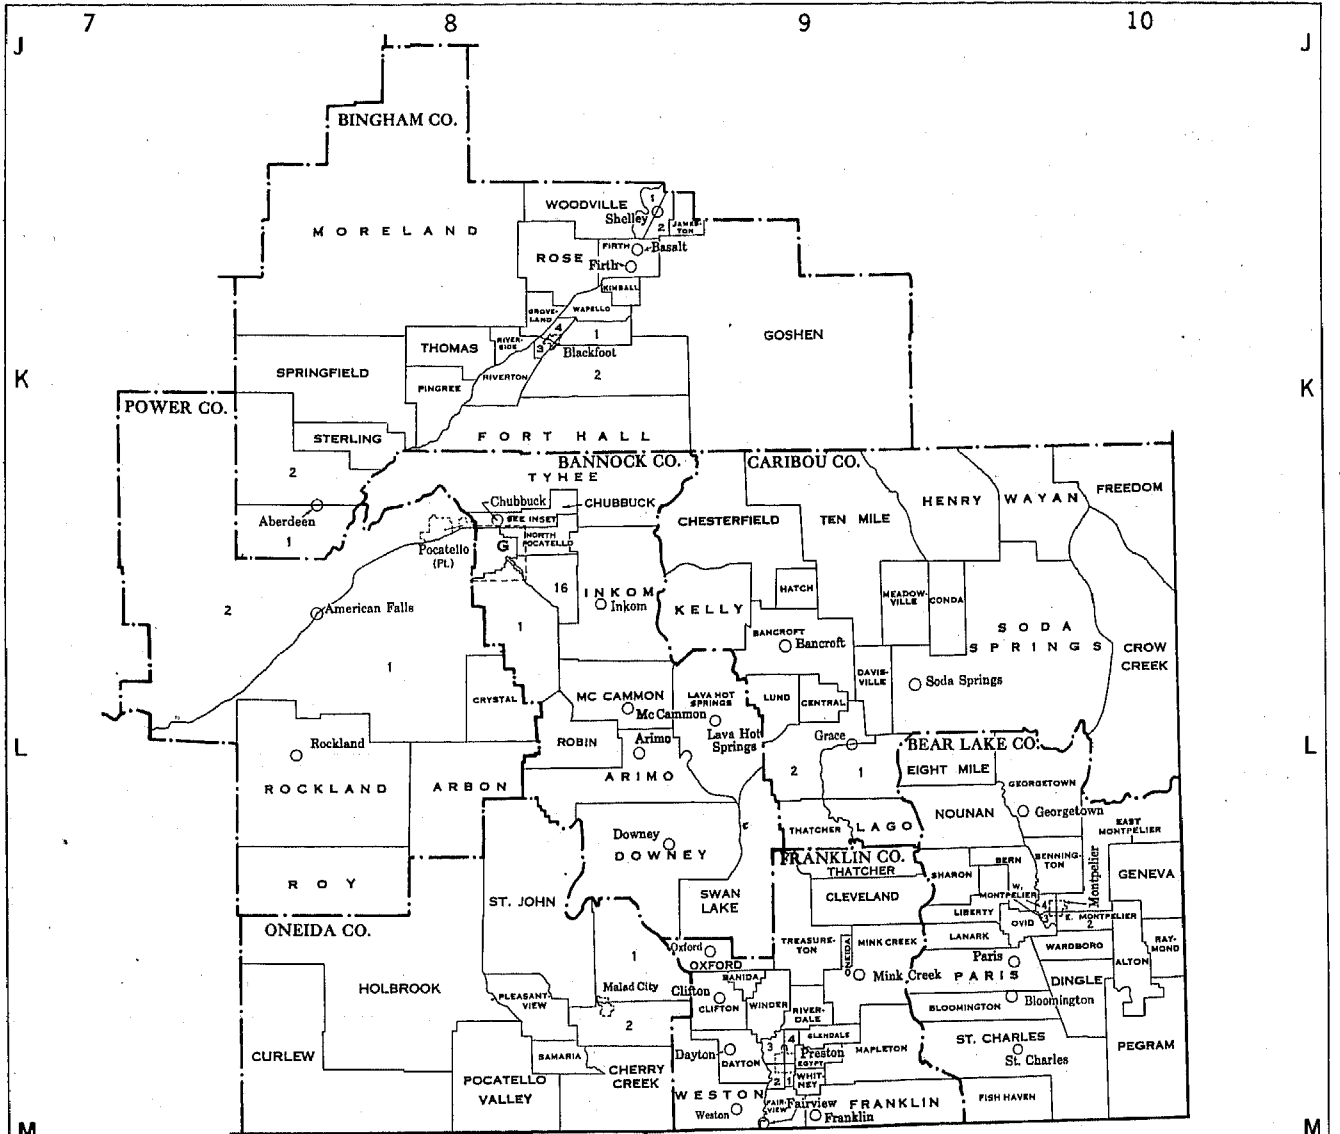 7 8 9 10
J J
BINGHAM CO.
WOODVILLE
1
Shelley
2
JAMES-
TON
MORELAND
FIRTH
Basalt
ROSE
Firth
KIMBALL
GROVE-
LAND
WAPELLO
GOSHEN
4
1
THOMAS
RIVER-
SIDE
3
Blackfoot
SPRINGFIELD
2
K K
PINGREE
RIVERTON
POWER CO.
STERLING
FORT HALL
BANNOCK CO.
CARIBOU CO.
2
TYHEE
HENRY
WAYAN
FREEDOM
Chubbuck
CHUBBUCK
Aberdeen
SEE INSET
CHESTERFIELD
TEN MILE
1
Pocatello
(Pt.)
G
NORTH
POCATELLO
16
INKOM
Inkom
HATCH
MEADOW-
VILLE
CONDA
2
American Falls
KELLY
1
BANCROFT
Bancroft
SODA
SPRINGS
CROW
CREEK
1
DAVIS-
VILLE
Soda Springs
CRYSTAL
MC CAMMON
Mc Cammon
LAVA HOT
SPRINGS
LUND
CENTRAL
Lava Hot
Springs
L L
Rockland
ROBIN
Arimo
ARIMO
Grace
BEAR LAKE CO.
EIGHT MILE
2
1
ROCKLAND
ARBON
GEORGETOWN
Georgetown
NOUNAN
THATCHER
LAGO
EAST
MONTPELIER
Downey
DOWNEY
FRANKLIN CO.
THATCHER
BERN
BENNING-
TON
Montpelier
ROY
SHARON
GENEVA
CLEVELAND
W.
MONTPELIER
ST. JOHN
SWAN
LAKE
LIBERTY
4
3
E. MONTPELIER
2
OVID
ONEIDA CO.
TREASURE-
TON
ONEIDA
MINK CREEK
LANARK
WARDBORO
RAY-
MOND
Oxford
OXFORD
1
Paris
PARIS
ALTON
BANIDA
Mink Creek
DINGLE
HOLBROOK
Malad City
Clifton
CLIFTON
WINDER
PLEASANT-
VIEW
RIVER-
DALE
BLOOMINGTON
Bloomington
2
GLENDALE
ST. CHARLES
St. Charles
CURLEW
SAMARIA
Dayton
DAYTON
3
4
Preston
EGYPT
MAPLETON
PEGRAM
POCATELLO
VALLEY
CHERRY
CREEK
2
1
WHIT-
NEY
WESTON
Weston
FAIR-
VIEW
Fairview
Franklin
FRANKLIN
FISH HAVEN
M M